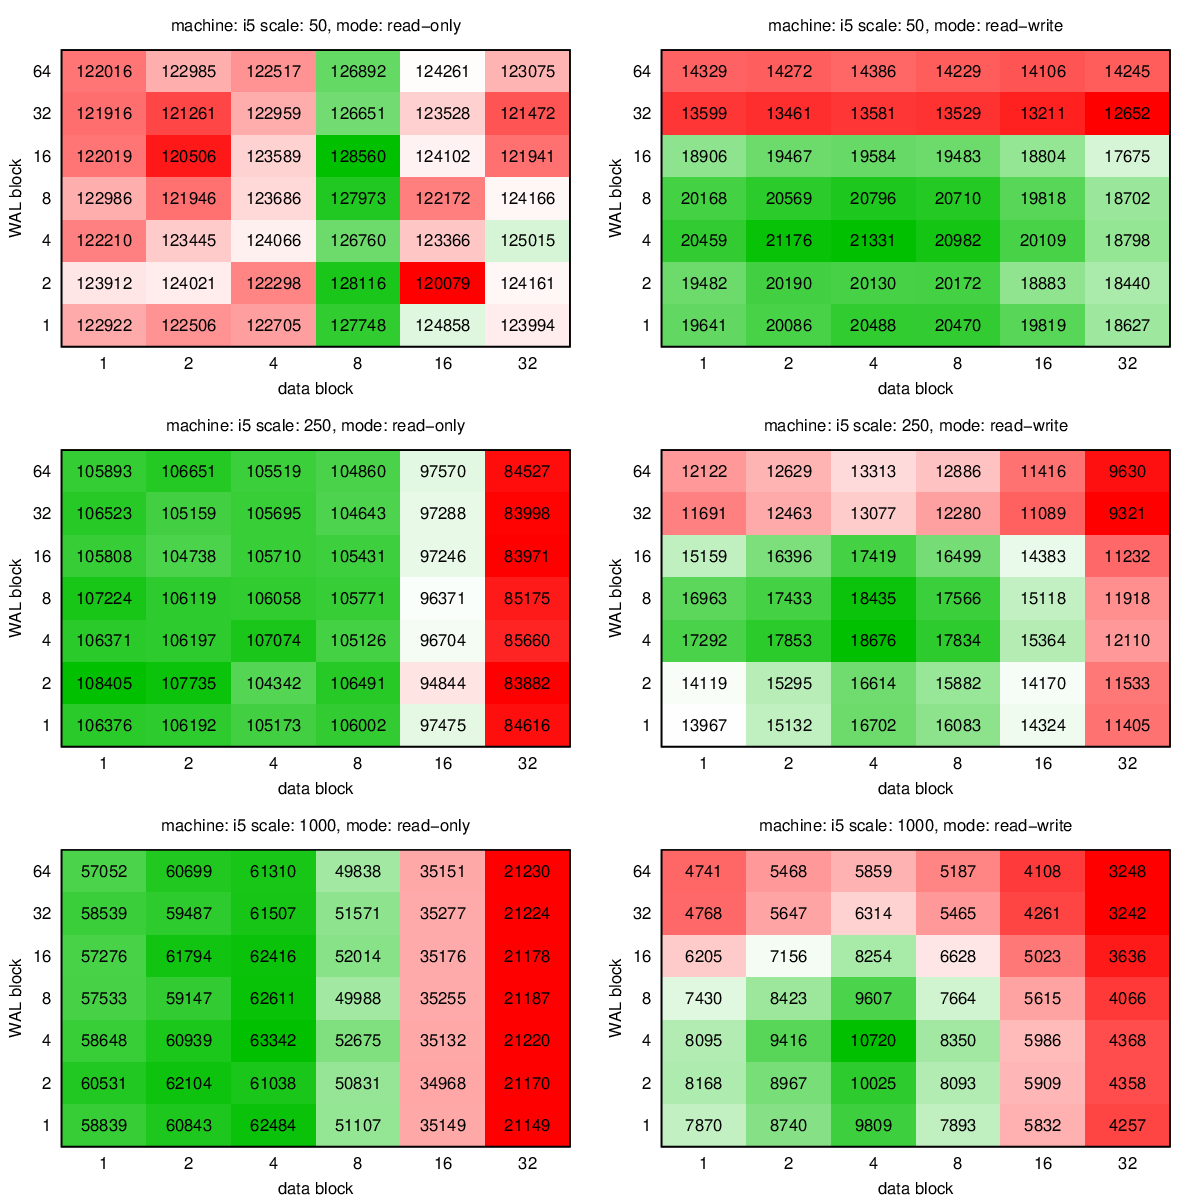 machine: i5 scale: 50, mode: read−only
64 122016 122985 122517 126892 124261 123075
32 121916 121261 122959 126651 123528 121472
16 122019 120506 123589 128560 124102 121941
8 122986 121946 123686 127973 122172 124166
4 122210 123445 124066 126760 123366 125015
2 123912 124021 122298 128116 120079 124161
1 122922 122506 122705 127748 124858 123994
WAL block
1 2 4 8 16 32
data block
machine: i5 scale: 50, mode: read−write
64 14329 14272 14386 14229 14106 14245
32 13599 13461 13581 13529 13211 12652
16 18906 19467 19584 19483 18804 17675
8 20168 20569 20796 20710 19818 18702
4 20459 21176 21331 20982 20109 18798
2 19482 20190 20130 20172 18883 18440
1 19641 20086 20488 20470 19819 18627
WAL block
1 2 4 8 16 32
data block
machine: i5 scale: 250, mode: read−only
64 105893 106651 105519 104860 97570 84527
32 106523 105159 105695 104643 97288 83998
16 105808 104738 105710 105431 97246 83971
8 107224 106119 106058 105771 96371 85175
4 106371 106197 107074 105126 96704 85660
2 108405 107735 104342 106491 94844 83882
1 106376 106192 105173 106002 97475 84616
WAL block
1 2 4 8 16 32
data block
machine: i5 scale: 250, mode: read−write
64 12122 12629 13313 12886 11416 9630
32 11691 12463 13077 12280 11089 9321
16 15159 16396 17419 16499 14383 11232
8 16963 17433 18435 17566 15118 11918
4 17292 17853 18676 17834 15364 12110
2 14119 15295 16614 15882 14170 11533
1 13967 15132 16702 16083 14324 11405
WAL block
1 2 4 8 16 32
data block
machine: i5 scale: 1000, mode: read−only
64 57052 60699 61310 49838 35151 21230
32 58539 59487 61507 51571 35277 21224
16 57276 61794 62416 52014 35176 21178
8 57533 59147 62611 49988 35255 21187
4 58648 60939 63342 52675 35132 21220
2 60531 62104 61038 50831 34968 21170
1 58839 60843 62484 51107 35149 21149
WAL block
1 2 4 8 16 32
data block
machine: i5 scale: 1000, mode: read−write
64 4741 5468 5859 5187 4108 3248
32 4768 5647 6314 5465 4261 3242
16 6205 7156 8254 6628 5023 3636
8 7430 8423 9607 7664 5615 4066
4 8095 9416 10720 8350 5986 4368
2 8168 8967 10025 8093 5909 4358
1 7870 8740 9809 7893 5832 4257
WAL block
1 2 4 8 16 32
data block